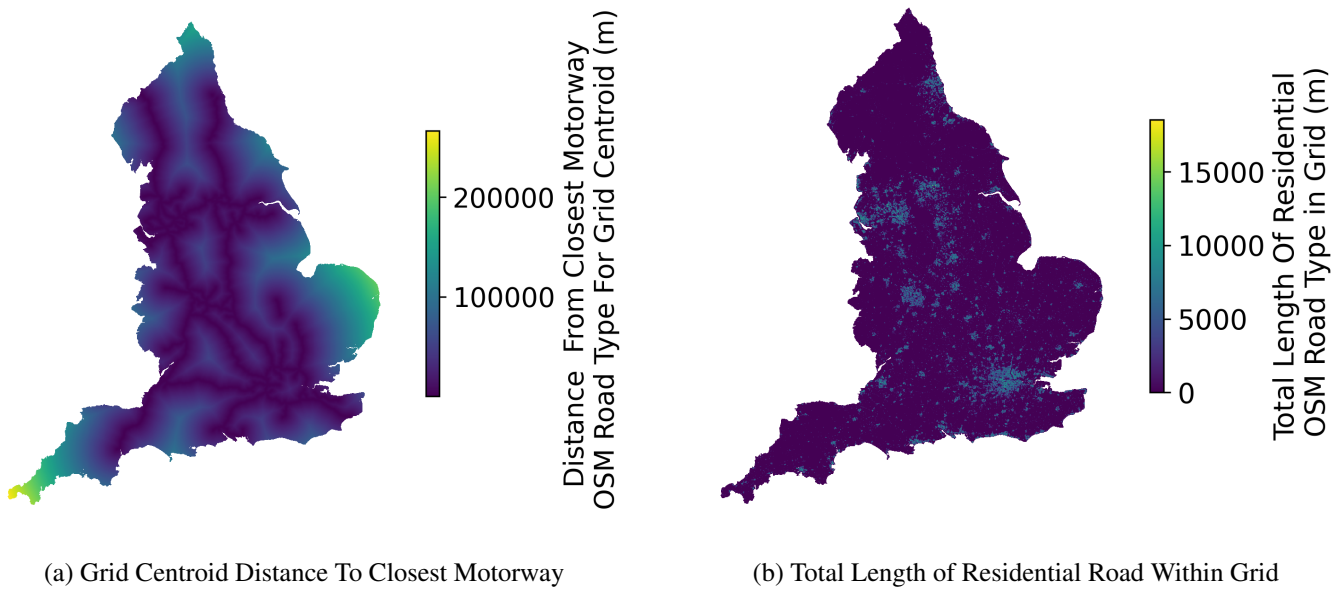 200000
100000
Distance  From Closest Motorway
OSM Road Type For Grid Centroid (m)
15000
10000
5000
0
Total Length Of Residential
OSM Road Type in Grid (m)
(a) Grid Centroid Distance To Closest Motorway
(b) Total Length of Residential Road Within Grid